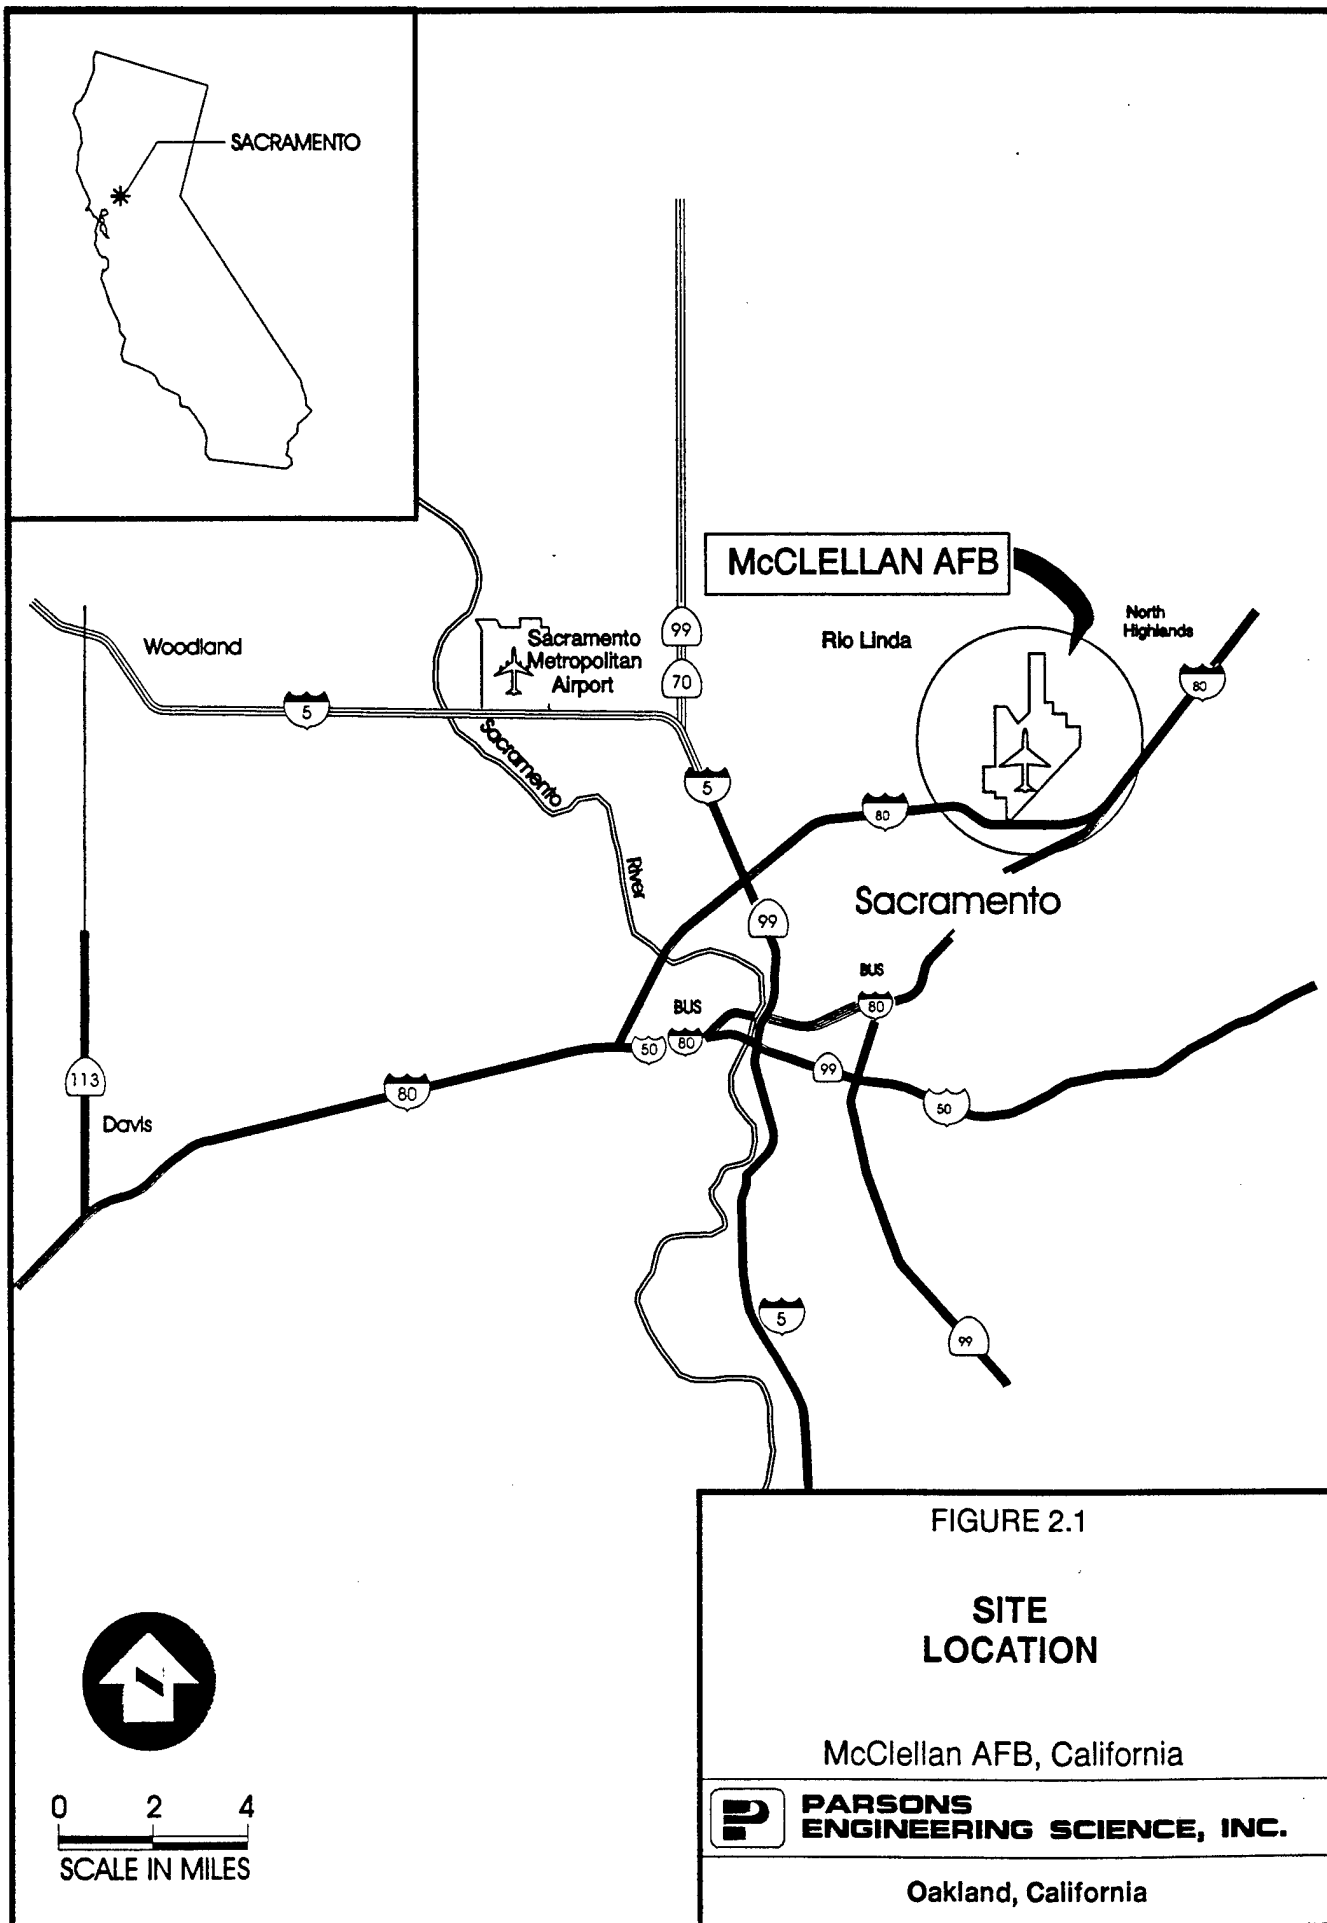 SACRAMENTO
McCLELLAN AFB
North
Highlands
Rio Linda
Woodland
Sacramento
Metropolitan
Airport
99
70
80
5
Sacramento
5
80
River
Sacramento
99
BUS
80
BUS
50
80
99
50
113
80
Davis
5
99
FIGURE 2.1
SITE
LOCATION
McClellan AFB, California
PARSONS
ENGINEERING SCIENCE, INC.
Oakland, California
0 2 4
SCALE IN MILES